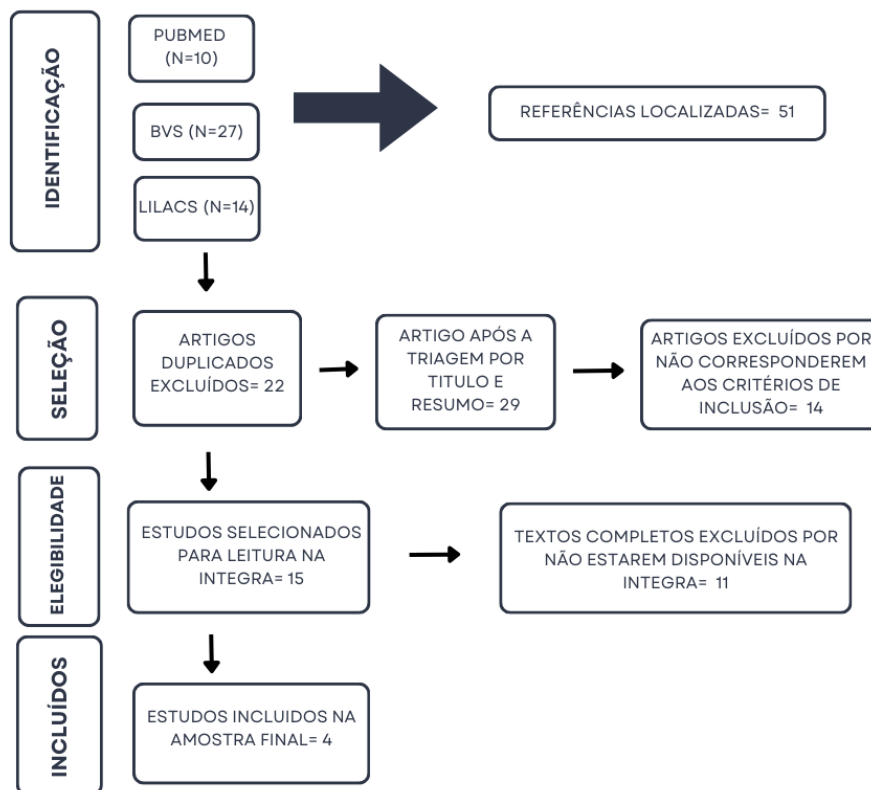 IDENTIFICAÇÃO
PUBMED
(N=10)
BVS (N=27)
LILACS (N=14)
REFERÊNCIAS LOCALIZADAS= 51
SELEÇÃO
ARTIGOS
DUPLICADOS
EXCLUÍDOS= 22
ARTIGO APÓS A
TRIAGEM POR
TITULO E
RESUMO= 29
ARTIGOS EXCLUÍDOS POR
NÃO CORRESPONDEREM
AOS CRITÉRIOS DE
INCLUSÃO= 14
ELEGIBILIDADE
ESTUDOS SELECIONADOS
PARA LEITURA NA
INTEGRA= 15
TEXTOS COMPLETOS EXCLUÍDOS POR
NÃO ESTAREM DISPONÍVEIS NA
INTEGRA= 11
INCLUÍDOS
ESTUDOS INCLUIDOS NA
AMOSTRA FINAL= 4